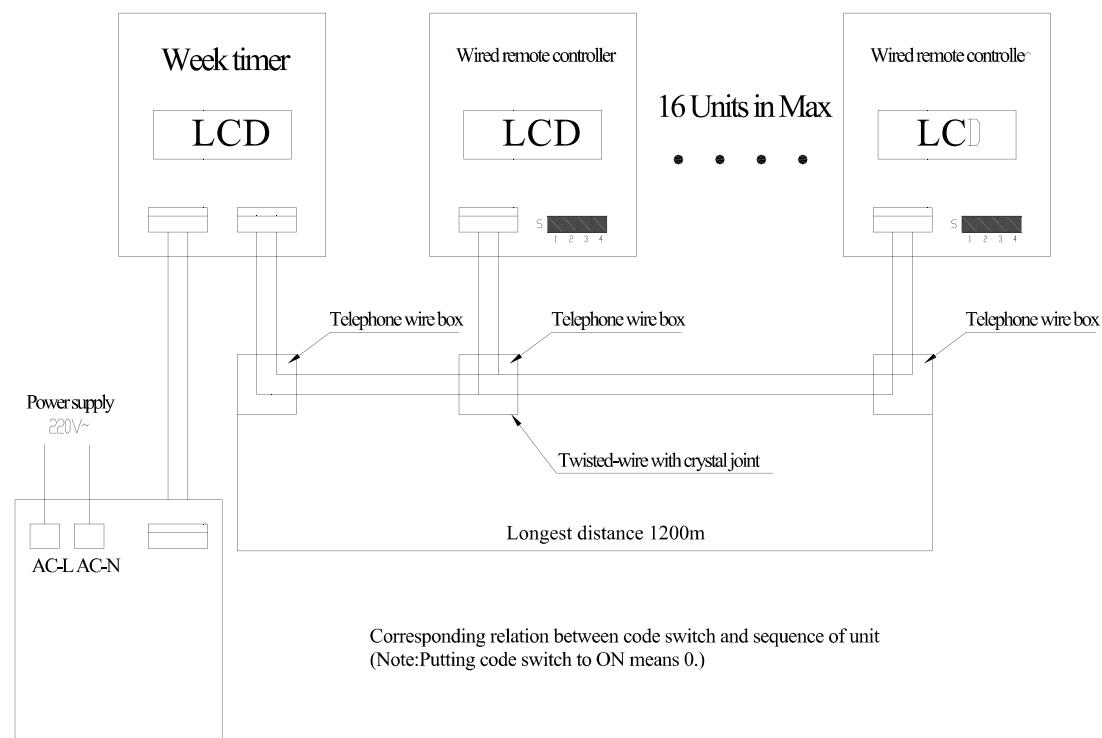 Week timer
LCD
Wired remote controller
LCD
S
1 2 3 4
16 Units in Max
Wired remote controlle
LCD
S
1 2 3 4
Telephone wire box
Telephone wire box
Telephone wire box
Power supply
220V~
Twisted-wire with crystal joint
Longest distance 1200m
AC-L AC-N
Corresponding relation between code switch and sequence of unit
(Note:Putting code switch to ON means 0.)